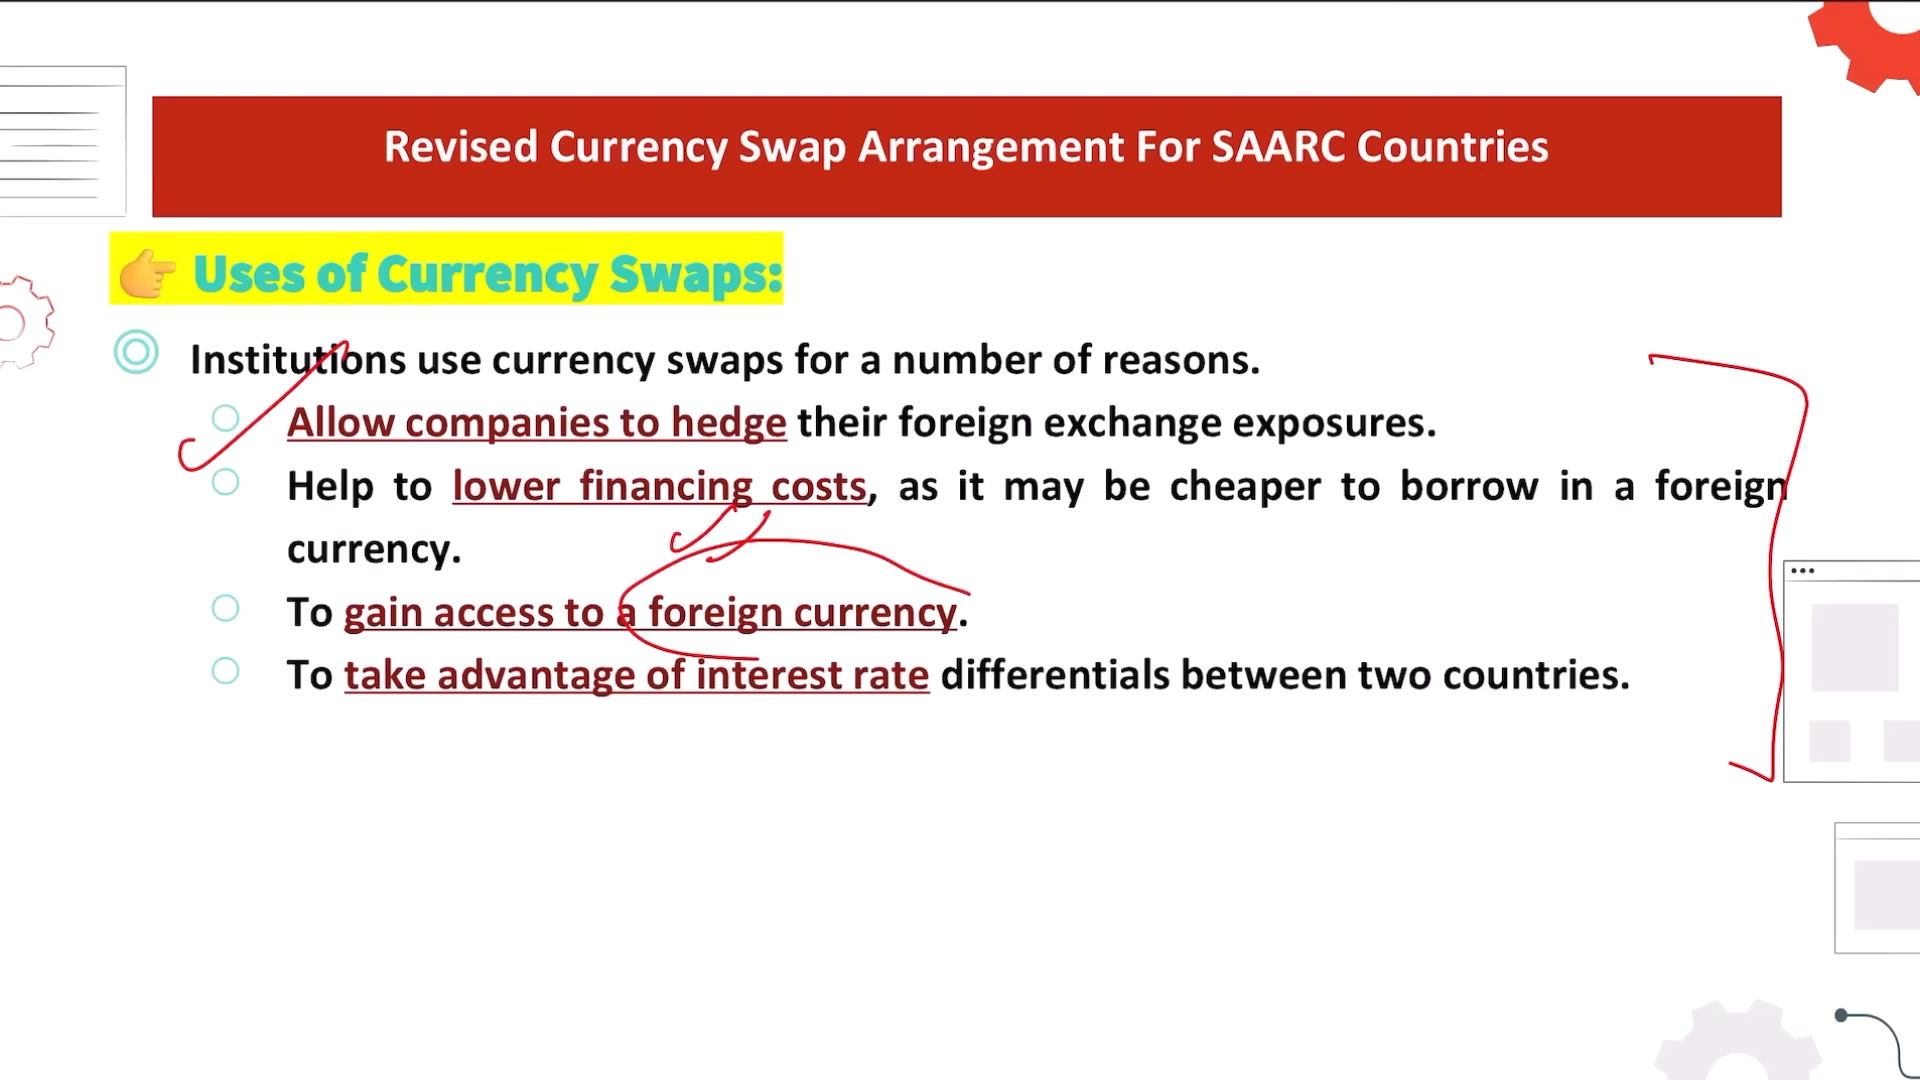 Revised Currency Swap Arrangement For SAARC Countries
👉 Uses of Currency Swaps:
Institutions use currency swaps for a number of reasons.
Allow companies to hedge their foreign exchange exposures.
Help to lower financing costs, as it may be cheaper to borrow in a foreign
currency.
To gain access to a foreign currency.
To take advantage of interest rate differentials between two countries.